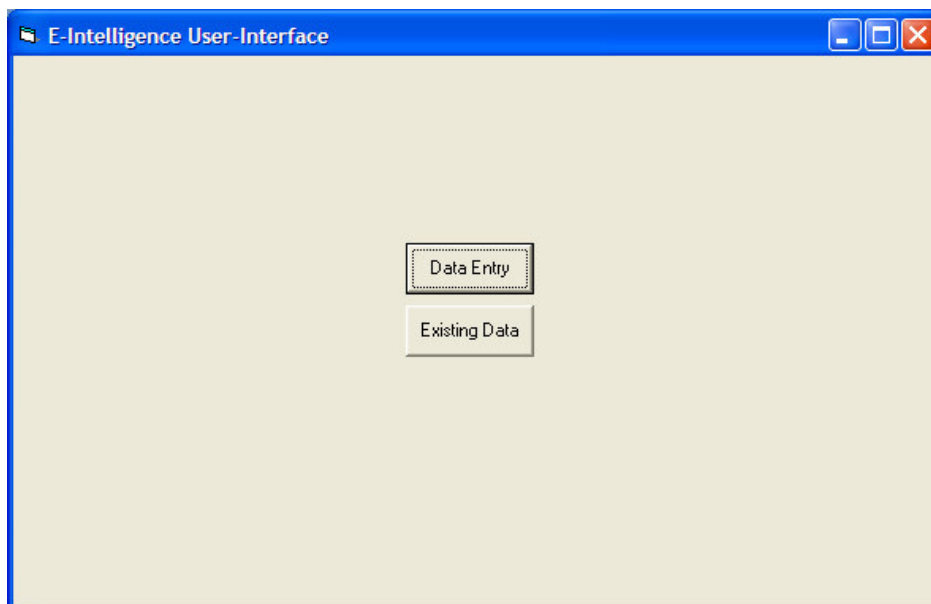 E-Intelligence User-Interface
Data Entry
Existing Data